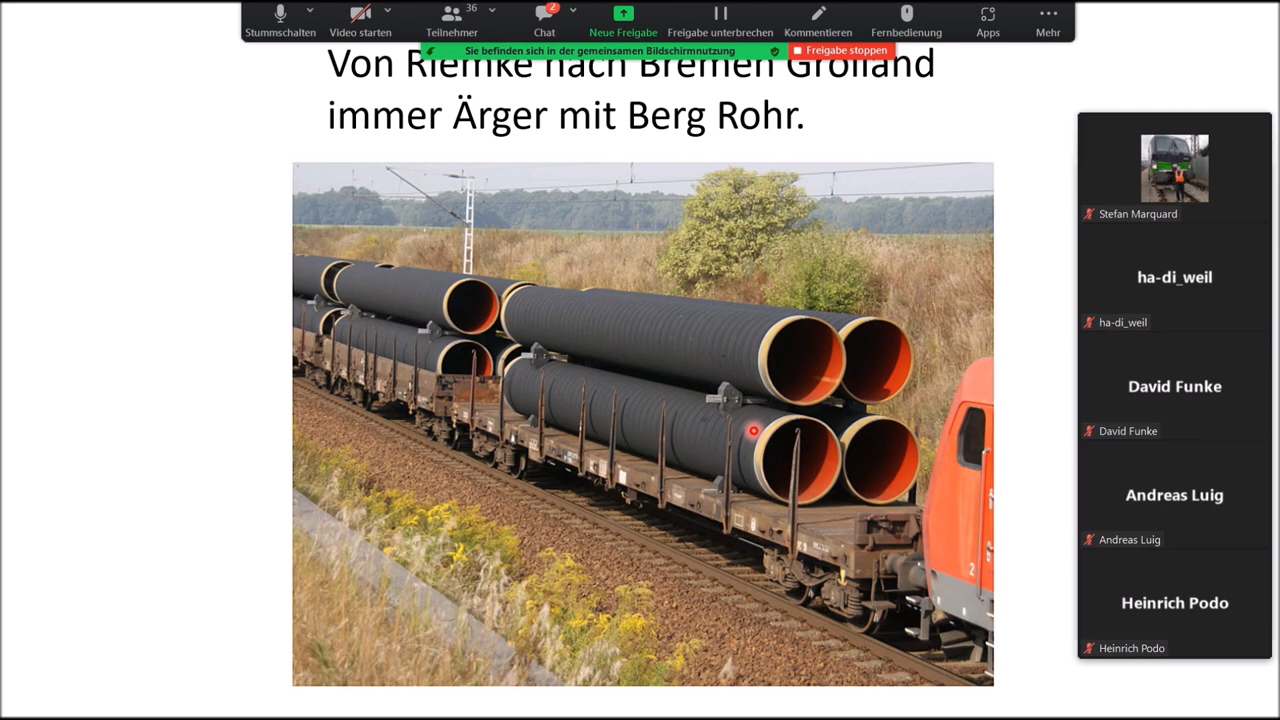 36
2
Stummschalten
Video starten
Teilnehmer
Chat
Neue Freigabe
Freigabe unterbrechen
Kommentieren
Fernbedienung
Apps
Mehr
Sie befinden sich in der gemeinsamen Bildschirmnutzung
Freigabe stoppen
Von Riemke nach Bremen Grolland
immer Ärger mit Berg Rohr.
Stefan Marquard
ha-di_weil
ha-di_weil
David Funke
David Funke
Andreas Luig
Andreas Luig
Heinrich Podo
Heinrich Podo
2